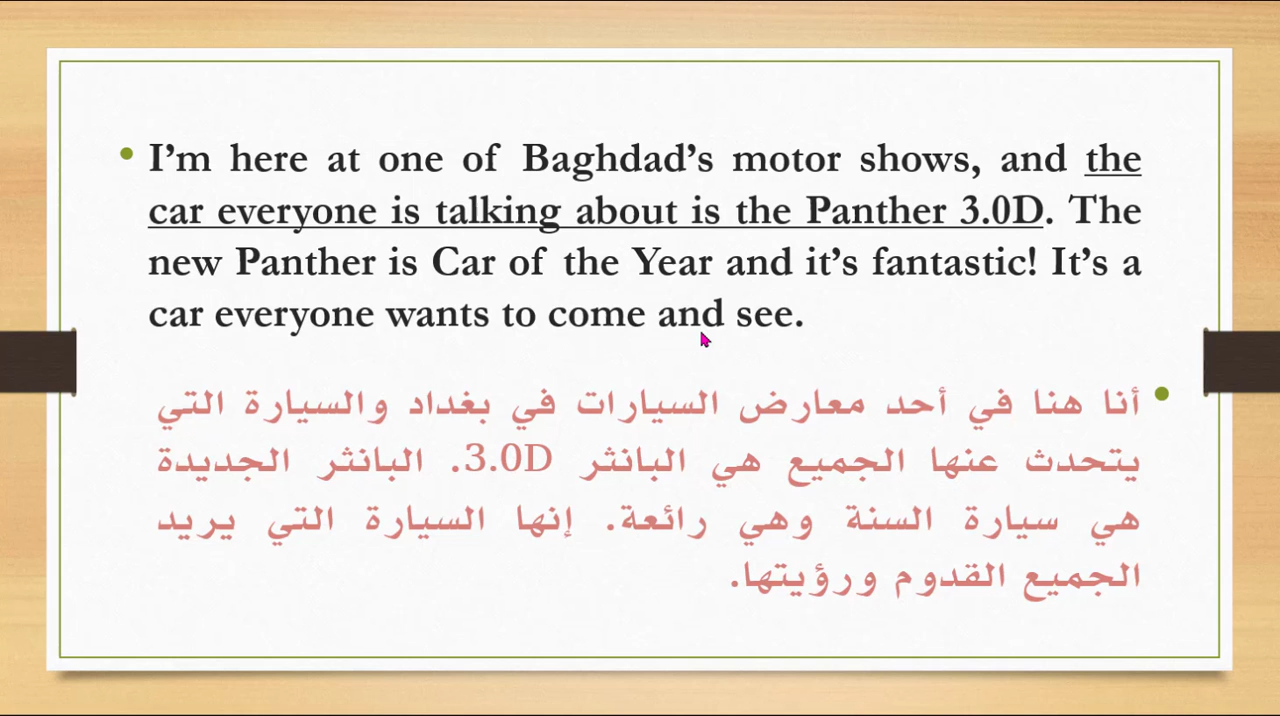 • I’m here at one of Baghdad’s motor shows, and the
car everyone is talking about is the Panther 3.0D. The
new Panther is Car of the Year and it’s fantastic! It’s a
car everyone wants to come and see.
• أنا هنا في أحد معارض السيارات في بغداد والسيارة التي
يتحدث عنها الجميع هي البانثر 3.0D. البانثر الجديدة
هي سيارة السنة وهي رائعة. إنها السيارة التي يريد
الجميع القدوم ورؤيتها.